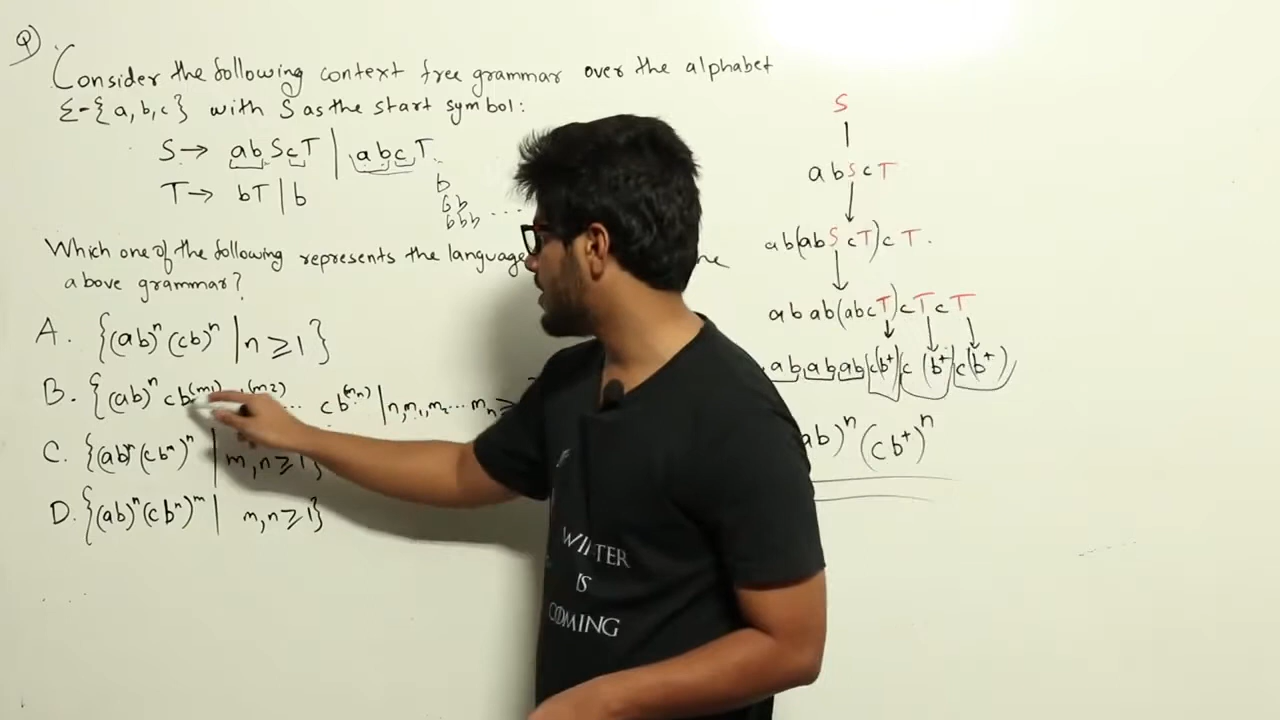 Q)
Consider the following context free grammar over the alphabet
Σ = {a, b, c} with S as the start symbol:
S → abScT | abcT
T → bT | b
b
bb
bbb ....
Which one of the following represents the language
above grammar?
A. {(ab)ⁿ (cb)ⁿ | n ≥ 1}
B. {(ab)ⁿ cb^(m1) ^(m2) ... cb^(mn) | n, m₁, m₂ ... mₙ ≥
C. {(ab)ⁿ (cbᵐ)ⁿ | m, n ≥ 1}
D. {(ab)ⁿ (cbⁿ)ᵐ | m, n ≥ 1}
S
abScT
ab(abScT)cT.
abab(abcT)cTcT
ababab(c(b⁺)c(b⁺)c(b⁺)
ab)ⁿ(cb⁺)ⁿ
WINTER
IS
COMING